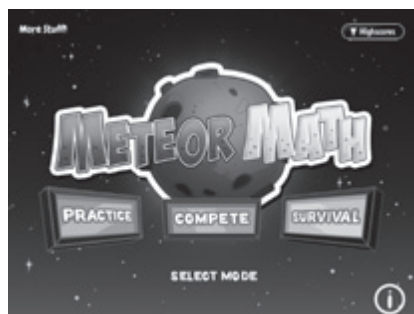 More Stuff!
Highscores
METEOR MATH
PRACTICE COMPETE SURVIVAL
SELECT MODE
i